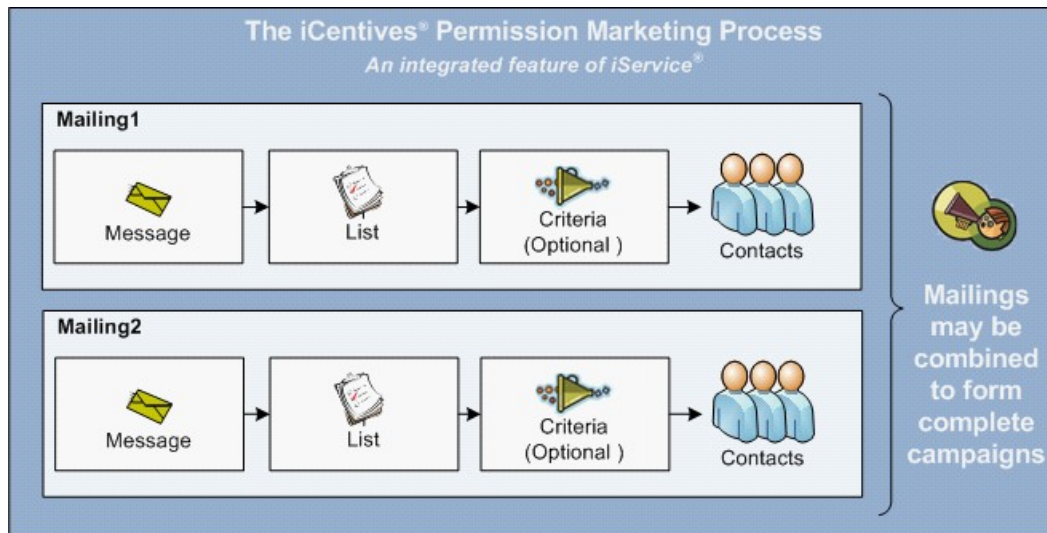 The iCentives® Permission Marketing Process
An integrated feature of iService®
Mailing1
Message
List
Criteria
(Optional )
Contacts
Mailing2
Message
List
Criteria
(Optional )
Contacts
Mailings
may be
combined
to form
complete
campaigns